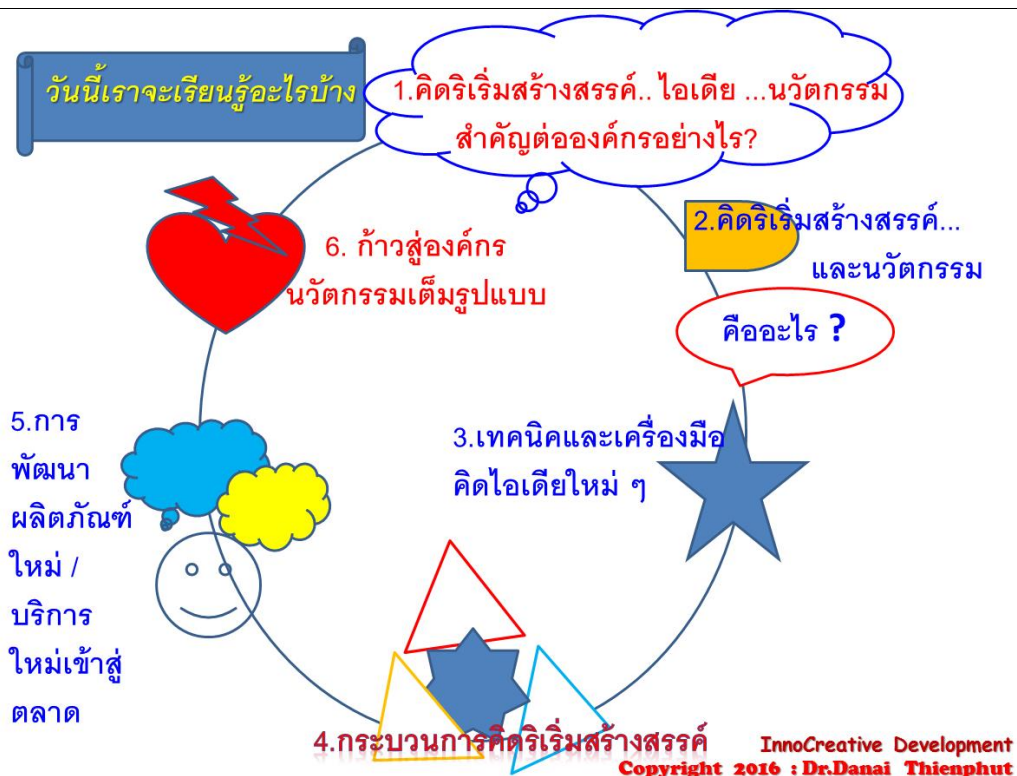 วันนี้เราจะเรียนรู้อะไรบ้าง
1.คิดริเริ่มสร้างสรรค์.. ไอเดีย ...นวัตกรรม
สำคัญต่อองค์กรอย่างไร?
2.คิดริเริ่มสร้างสรรค์...
และนวัตกรรม
คืออะไร ?
3.เทคนิคและเครื่องมือ
คิดไอเดียใหม่ ๆ
4.กระบวนการคิดริเริ่มสร้างสรรค์
5.การ
พัฒนา
ผลิตภัณฑ์
ใหม่ /
บริการ
ใหม่เข้าสู่
ตลาด
6. ก้าวสู่องค์กร
นวัตกรรมเต็มรูปแบบ
InnoCreative Development
Copyright 2016 : Dr.Danai Thienphut